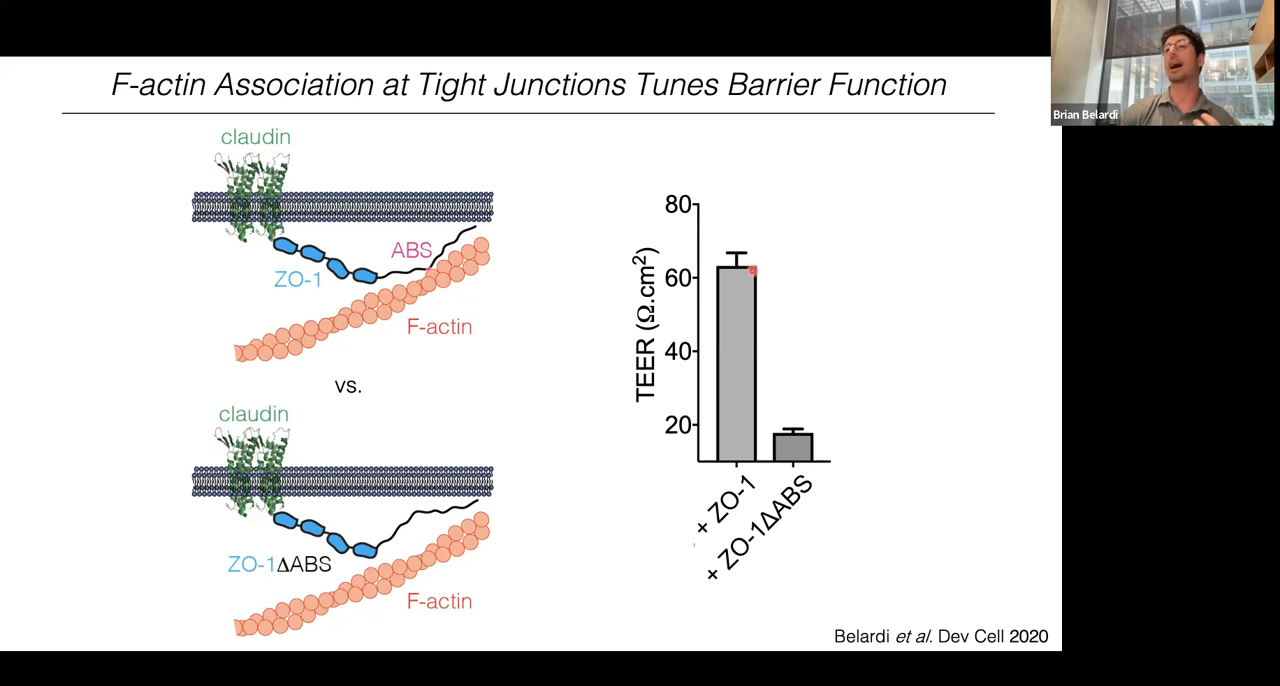 F-actin Association at Tight Junctions Tunes Barrier Function
Brian Belardi
claudin
ABS
ZO-1
F-actin
vs.
claudin
ZO-1ΔABS
F-actin
TEER (Ω.cm²)
80
60
40
20
+ ZO-1
+ ZO-1ΔABS
Belardi et al. Dev Cell 2020